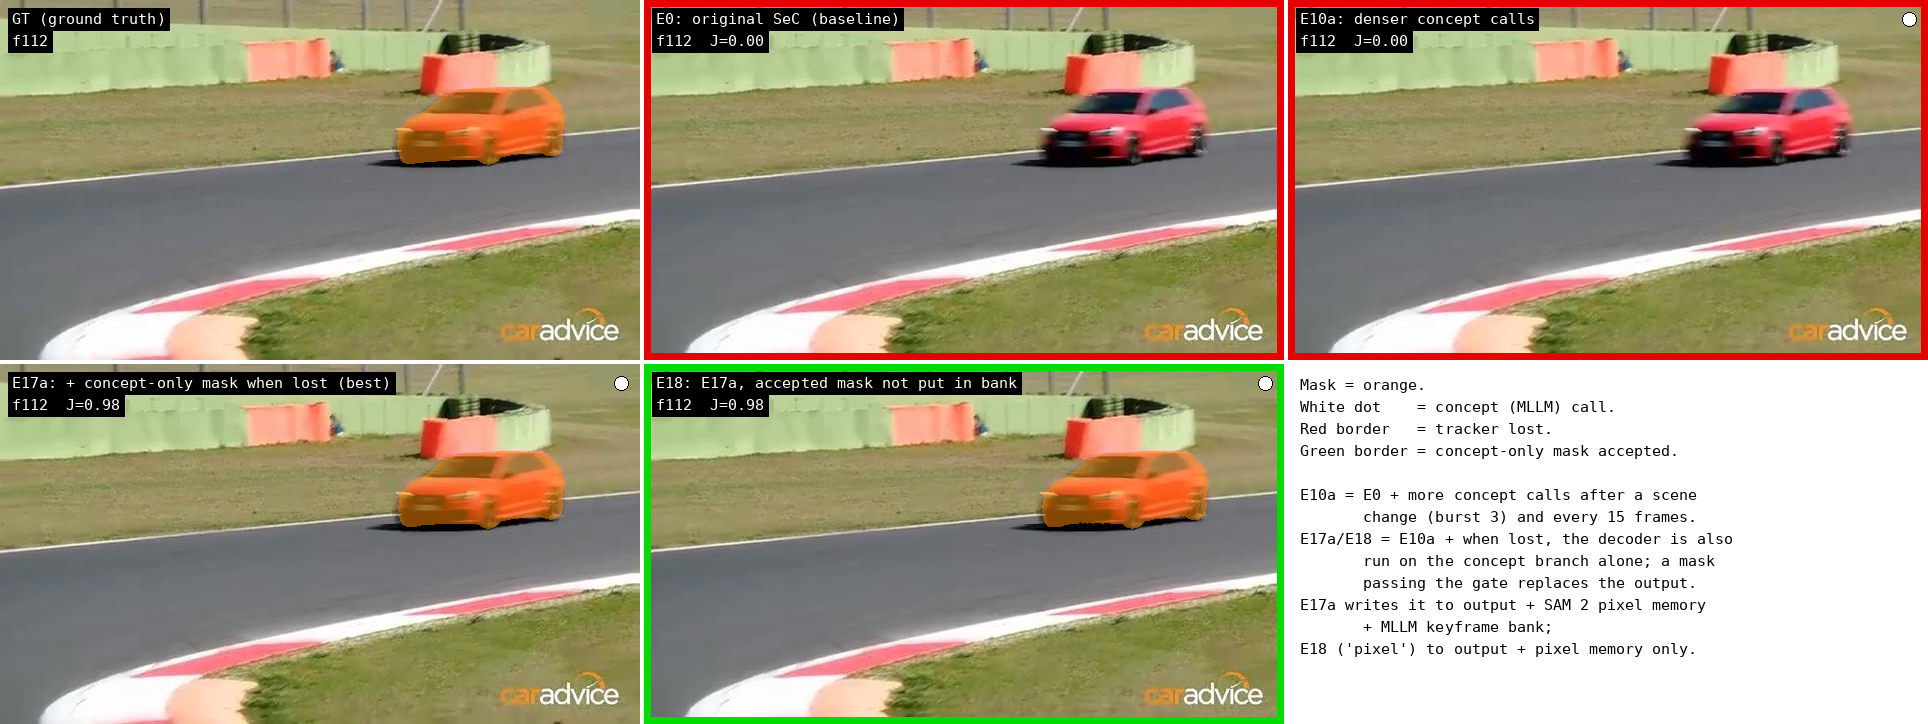 GT (ground truth)
f112
E0: original SeC (baseline)
f112  J=0.00
E10a: denser concept calls
f112  J=0.00
caradvice
caradvice
caradvice
E17a: + concept-only mask when lost (best)
f112  J=0.98
E18: E17a, accepted mask not put in bank
f112  J=0.98
caradvice
caradvice
Mask = orange.
White dot    = concept (MLLM) call.
Red border   = tracker lost.
Green border = concept-only mask accepted.
E10a = E0 + more concept calls after a scene
change (burst 3) and every 15 frames.
E17a/E18 = E10a + when lost, the decoder is also
run on the concept branch alone; a mask
passing the gate replaces the output.
E17a writes it to output + SAM 2 pixel memory
+ MLLM keyframe bank;
E18 ('pixel') to output + pixel memory only.